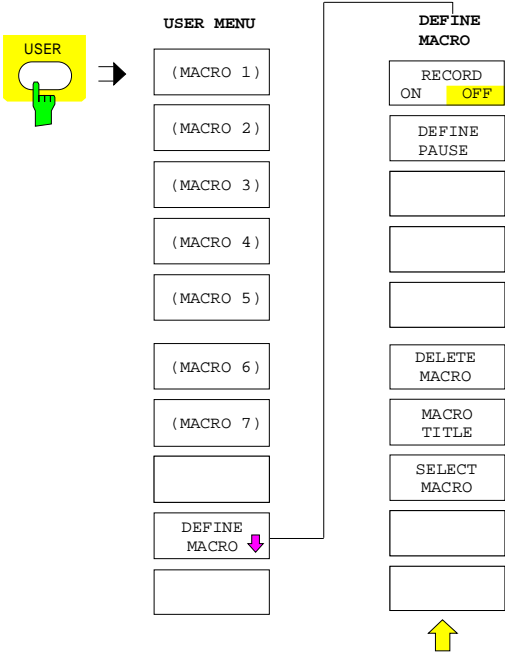 USER
USER MENU
(MACRO 1)
(MACRO 2)
(MACRO 3)
(MACRO 4)
(MACRO 5)
(MACRO 6)
(MACRO 7)
DEFINE
MACRO
DEFINE
MACRO
RECORD
ON OFF
DEFINE
PAUSE
DELETE
MACRO
MACRO
TITLE
SELECT
MACRO